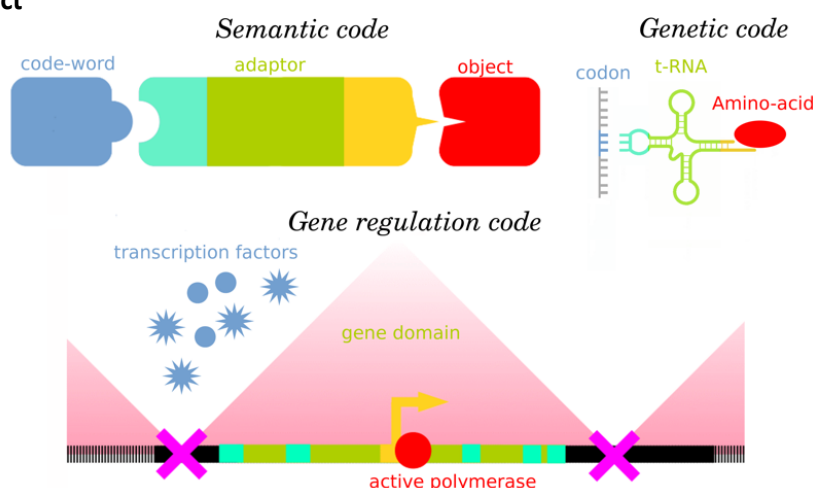 ct
Semantic code
Genetic code
code-word
adaptor
object
codon
t-RNA
Amino-acid
Gene regulation code
transcription factors
gene domain
active polymerase